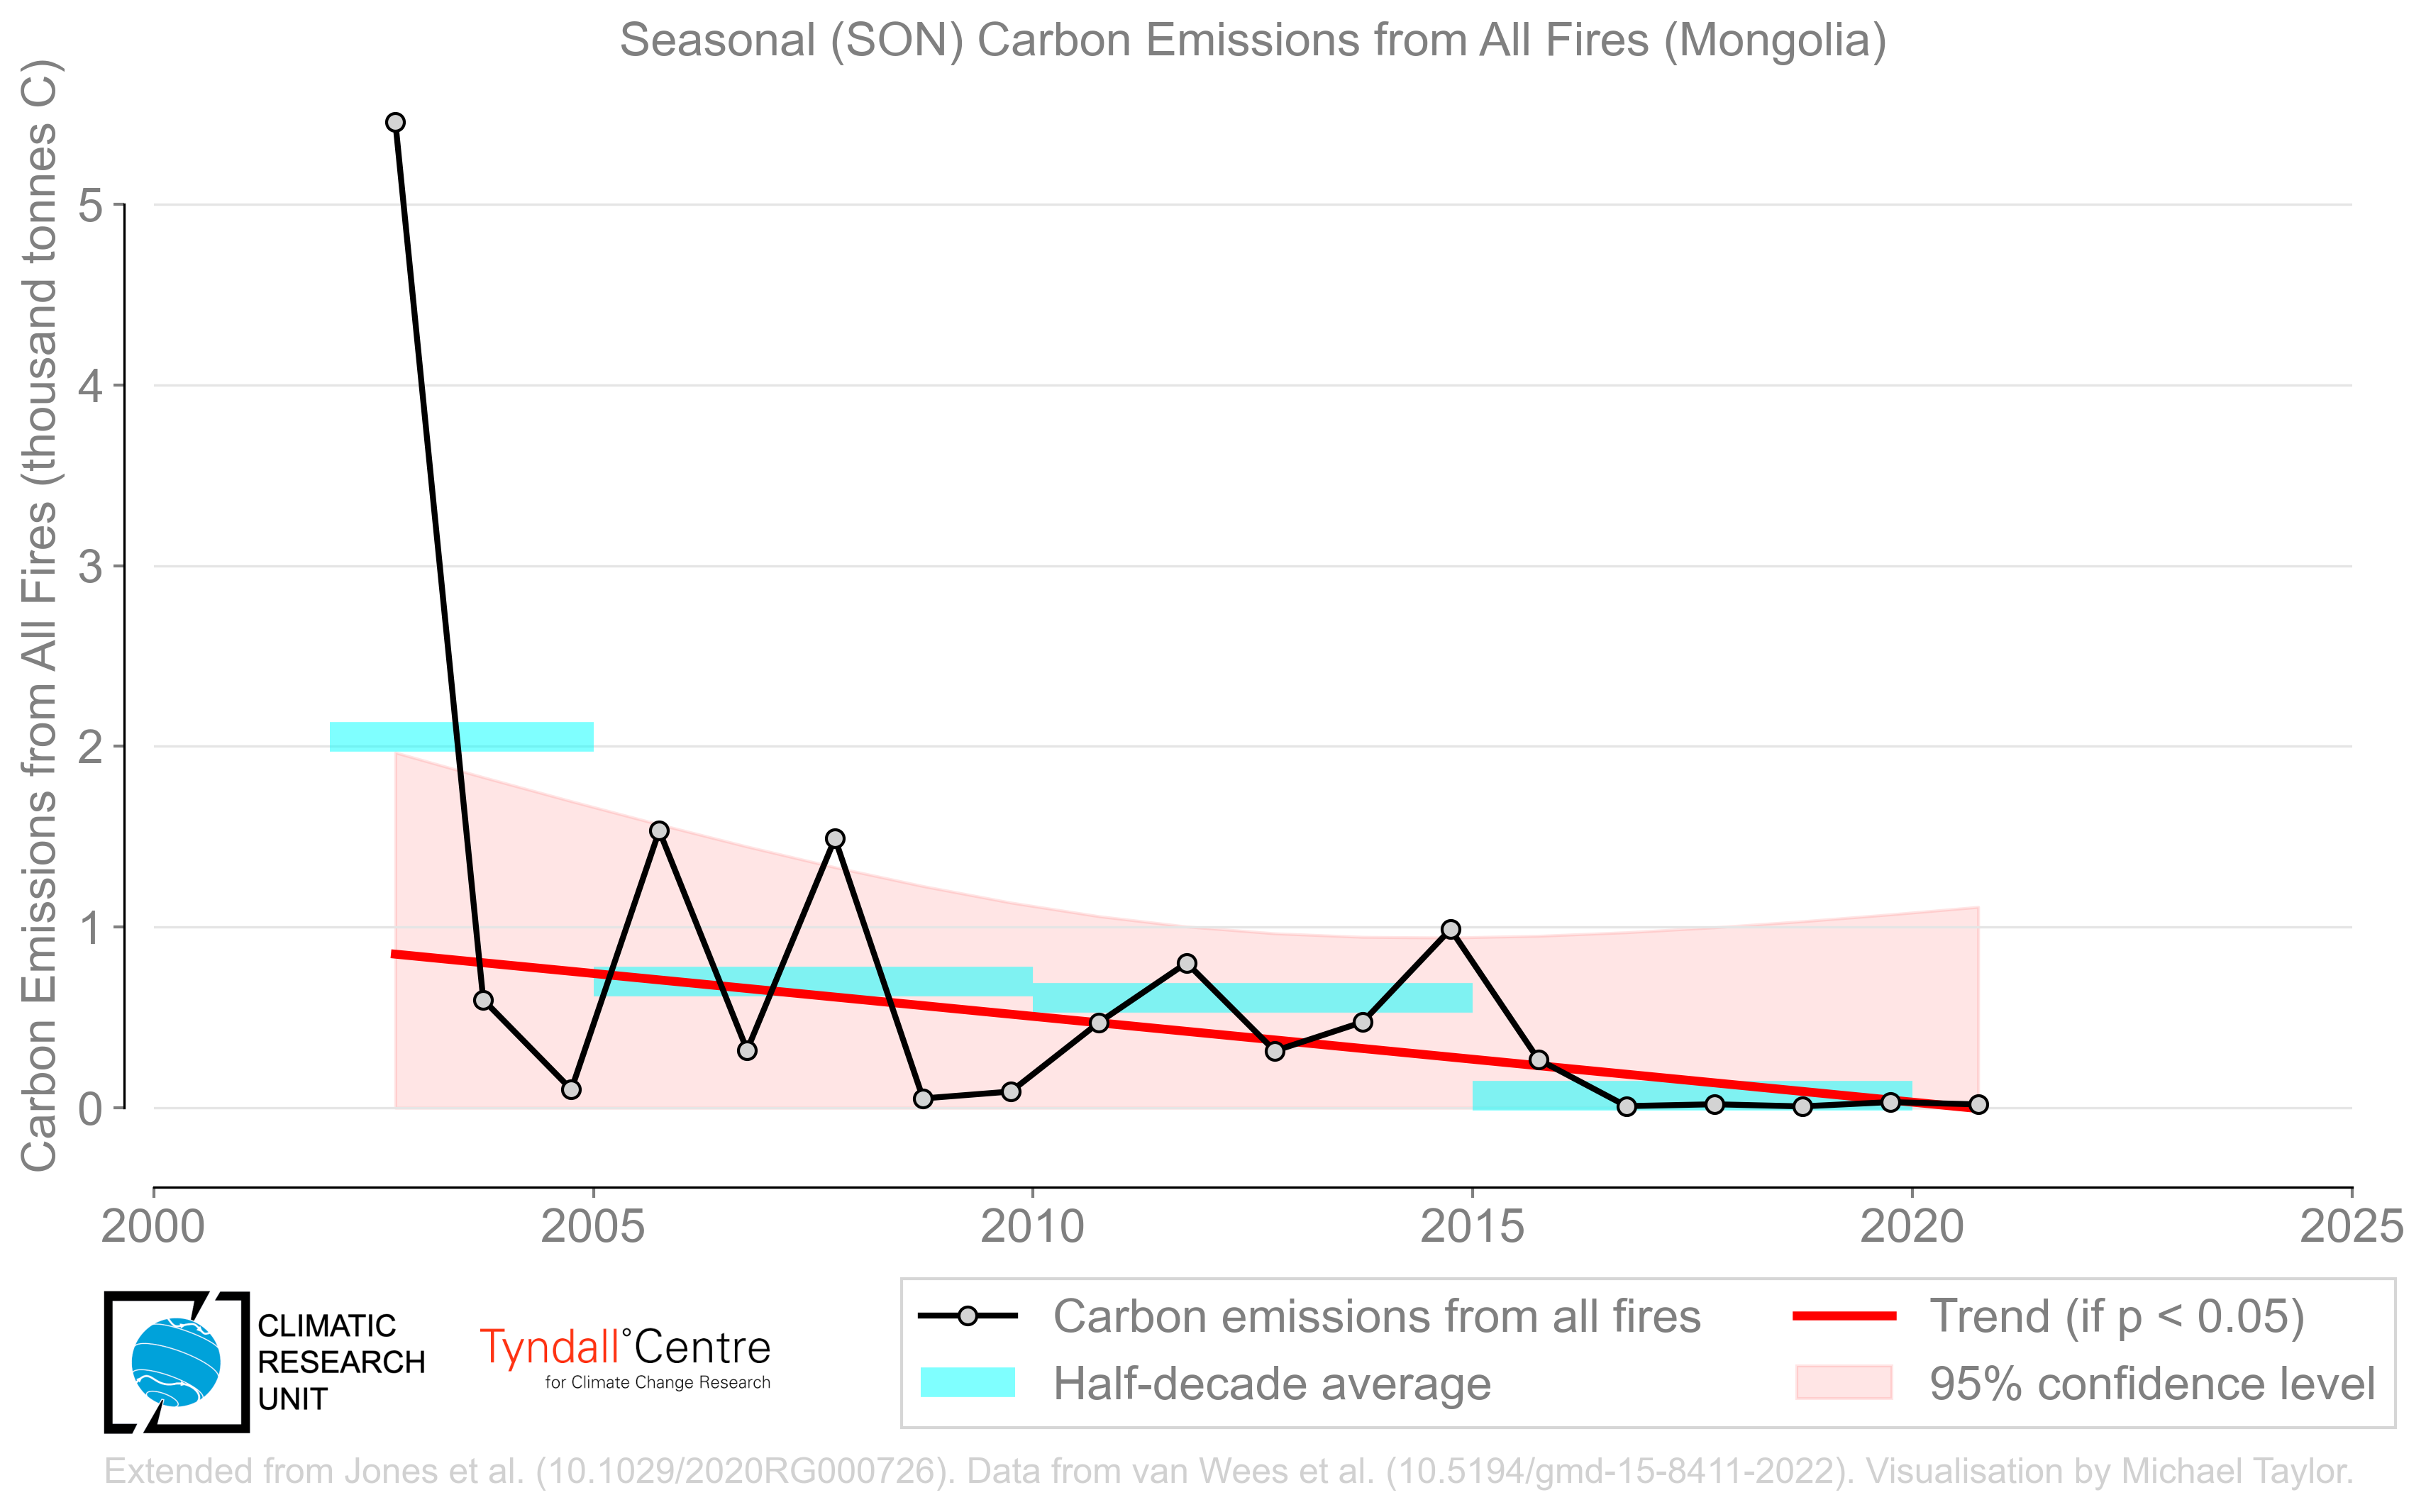 Seasonal (SON) Carbon Emissions from All Fires (Mongolia)
Carbon Emissions from All Fires (thousand tonnes C)
5
4
3
2
1
0
2000 2005 2010 2015 2020 2025
CLIMATIC
RESEARCH
UNIT
Tyndall°Centre
for Climate Change Research
Carbon emissions from all fires
Half-decade average
Trend (if p < 0.05)
95% confidence level
Extended from Jones et al. (10.1029/2020RG000726). Data from van Wees et al. (10.5194/gmd-15-8411-2022). Visualisation by Michael Taylor.